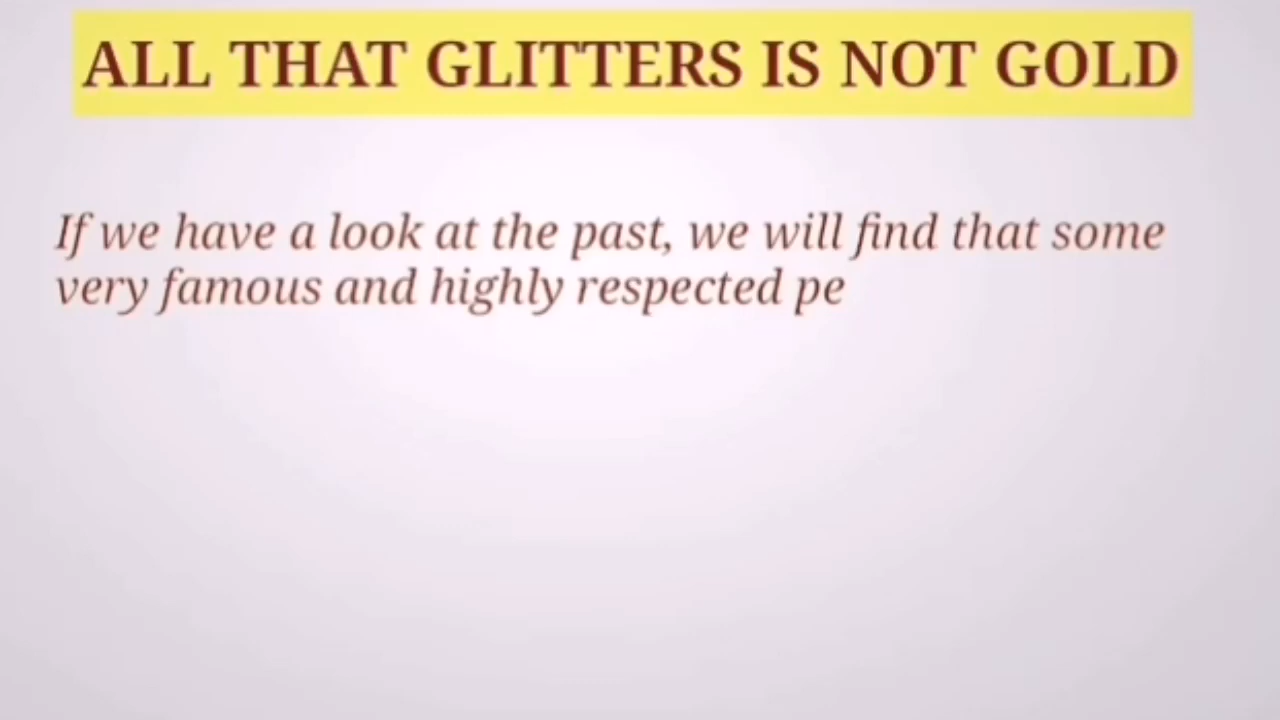 ALL THAT GLITTERS IS NOT GOLD
If we have a look at the past, we will find that some
very famous and highly respected pe